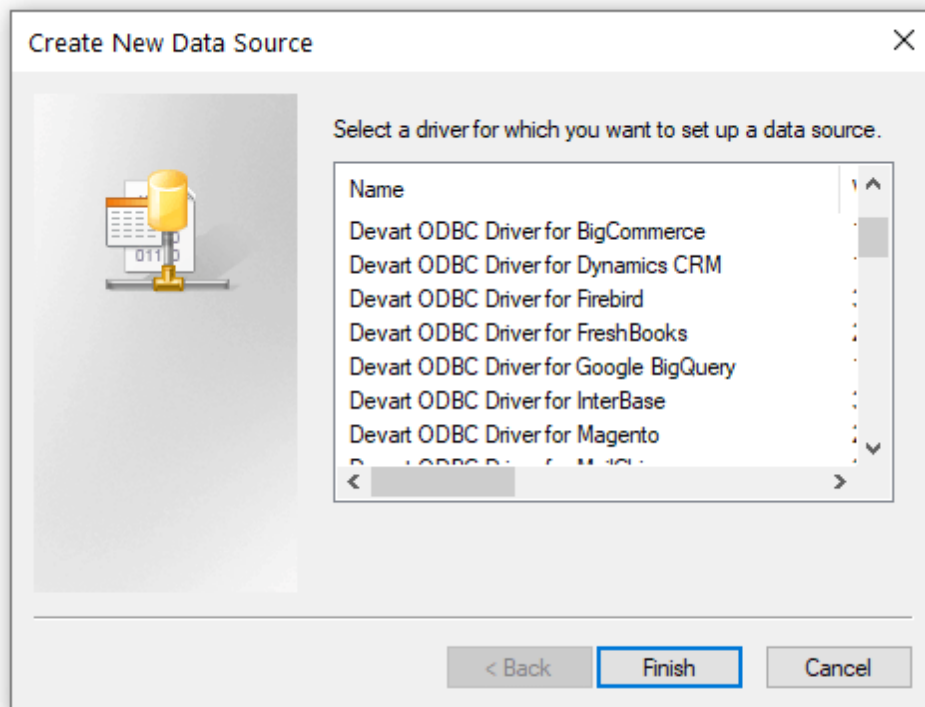 Create New Data Source
Select a driver for which you want to set up a data source.
Name
Devart ODBC Driver for BigCommerce
Devart ODBC Driver for Dynamics CRM
Devart ODBC Driver for Firebird
Devart ODBC Driver for FreshBooks
Devart ODBC Driver for Google BigQuery
Devart ODBC Driver for InterBase
Devart ODBC Driver for Magento
< Back
Finish
Cancel